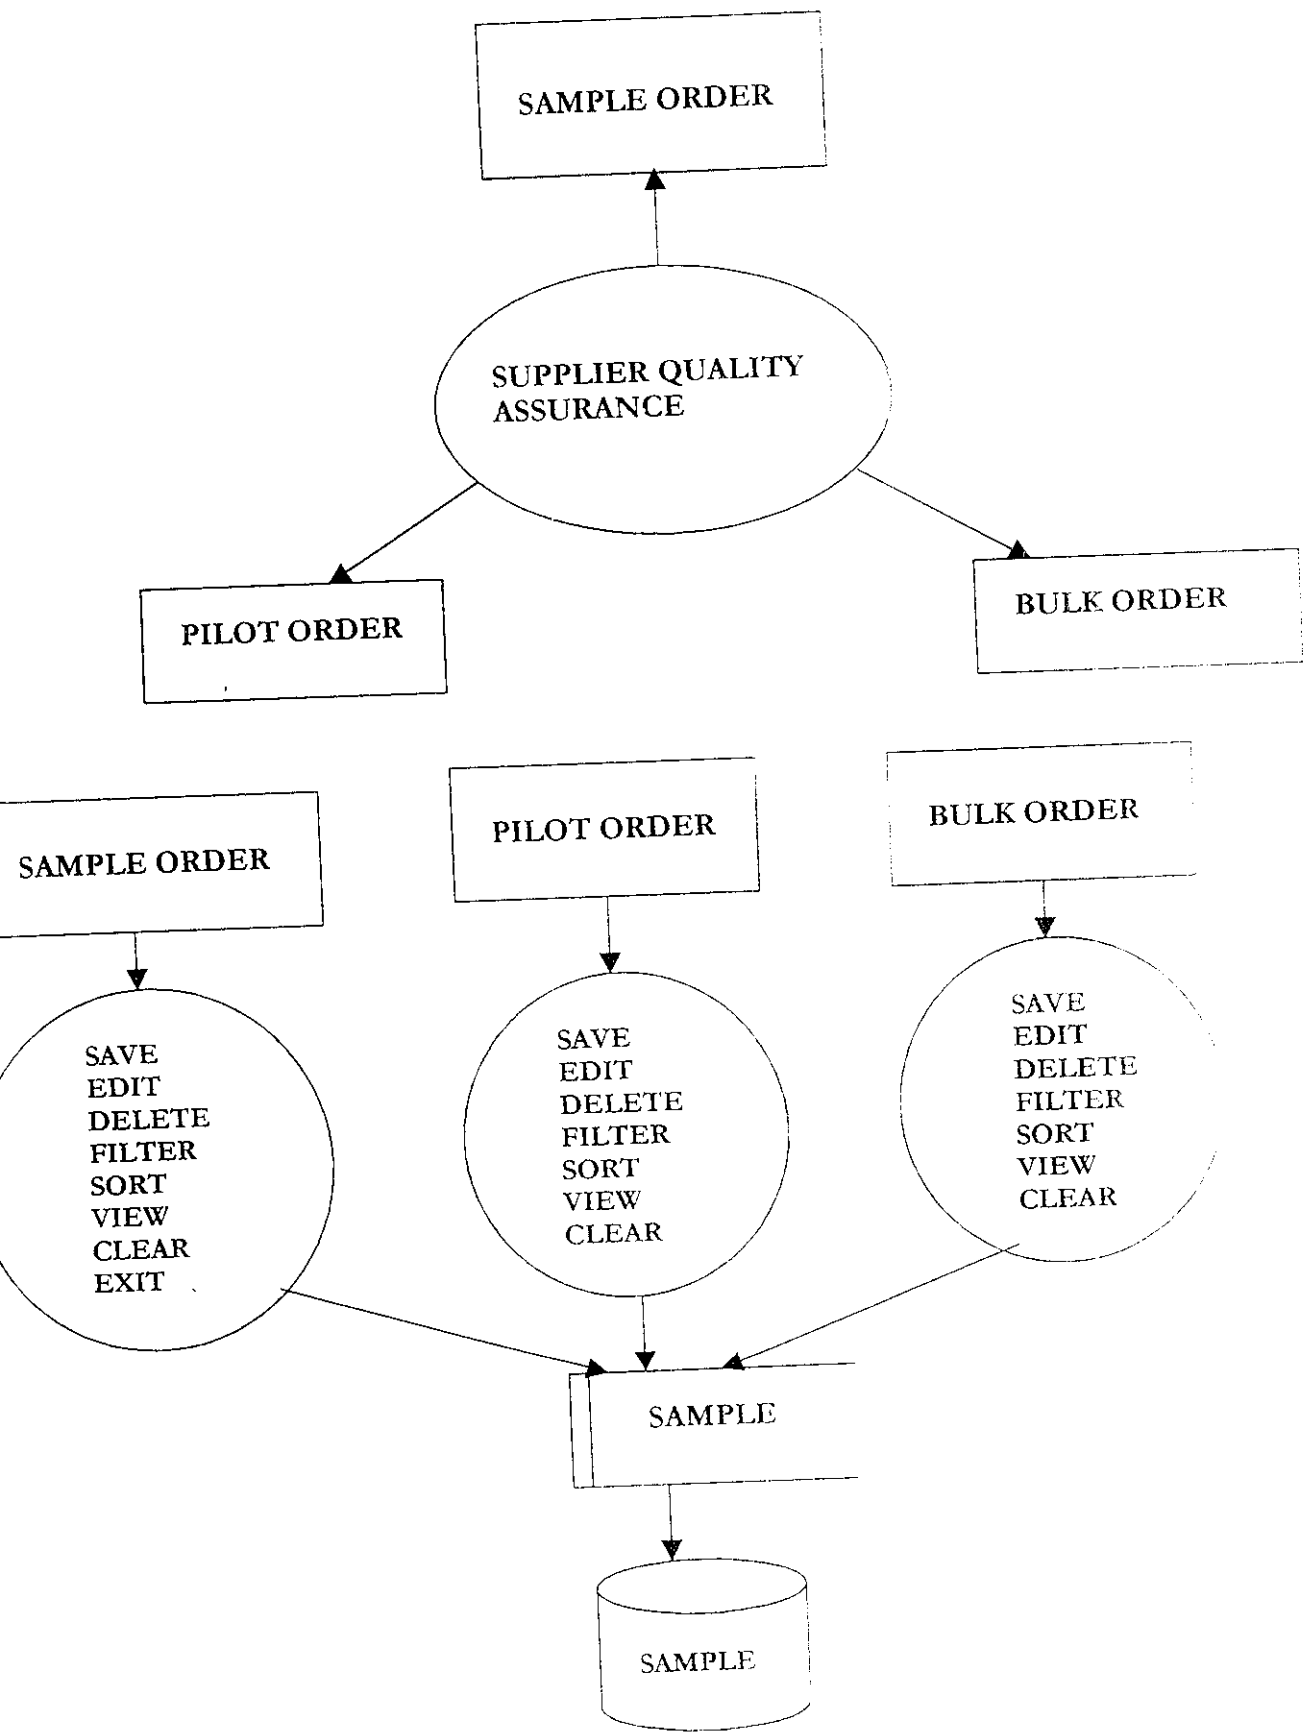 SAMPLE ORDER
SUPPLIER QUALITY
ASSURANCE
PILOT ORDER
BULK ORDER
SAMPLE ORDER
PILOT ORDER
BULK ORDER
SAVE
EDIT
DELETE
FILTER
SORT
VIEW
CLEAR
EXIT
SAVE
EDIT
DELETE
FILTER
SORT
VIEW
CLEAR
SAVE
EDIT
DELETE
FILTER
SORT
VIEW
CLEAR
SAMPLE
SAMPLE